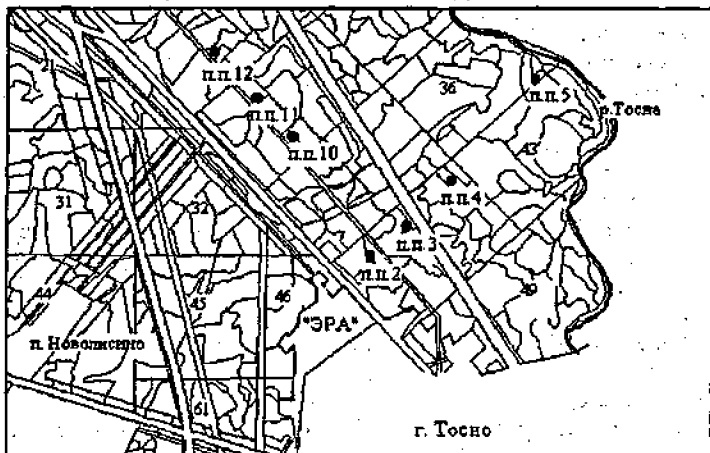 21
п.п.12
36
п.п.5
п.п.11
р.Тосна
п.п.10
43
п.п.4
31
32
п.п.3
п.п.2
44
45
46
49
"ЭРА"
п. Новолисино
61
г. Тосно